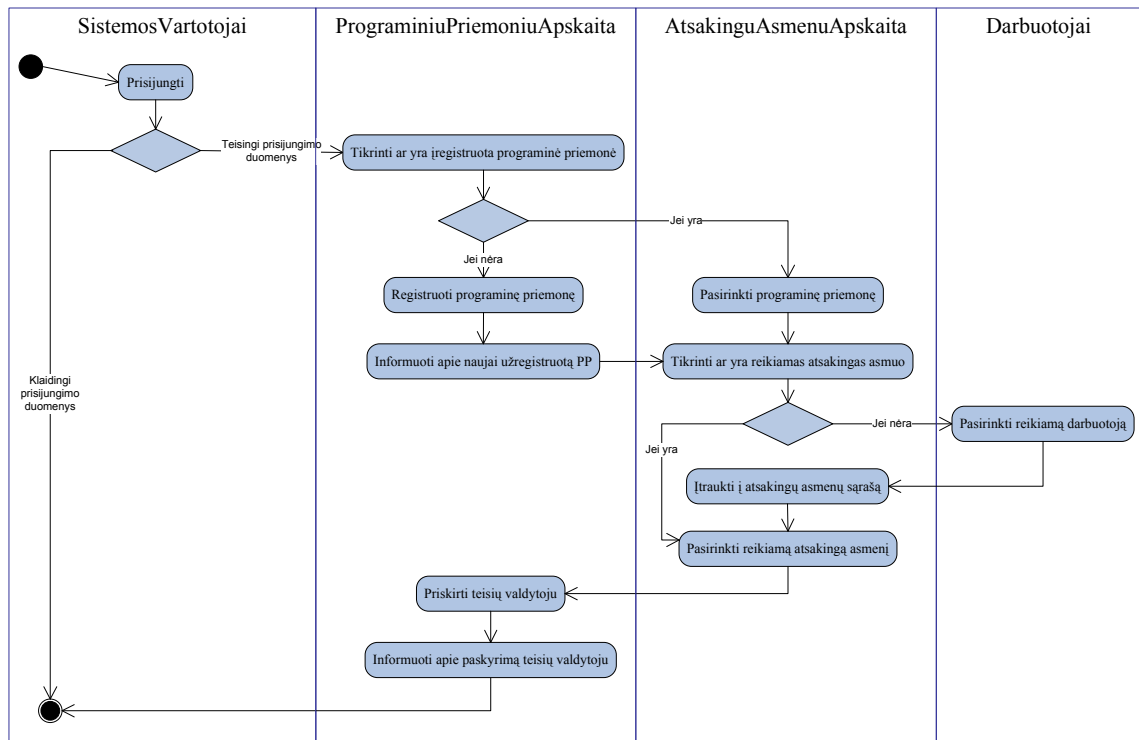 SistemosVartotojai
ProgramíniuPriemoniuApskaita
AtsakinguAsmenuApskaita
Darbuotojai
Prisijungti
Teisingi prisijungimo
duomenys
Tikrinti ar yra įregistruota programinė priemonė
Jei yra
Jei nėra
Registruoti programinę priemonę
Pasirinkti programinę priemonę
Informuoti apie naujai užregistruotą PP
Tikrinti ar yra reikiamas atsakingas asmuo
Klaidingi
prisijungimo
duomenys
Jei nėra
Pasirinkti reikiamą darbuotoją
Jei yra
Įtraukti į atsakingų asmenų sąrašą
Pasirinkti reikiamą atsakingą asmenį
Priskirti teisių valdytoju
Informuoti apie paskyrimą teisių valdytoju